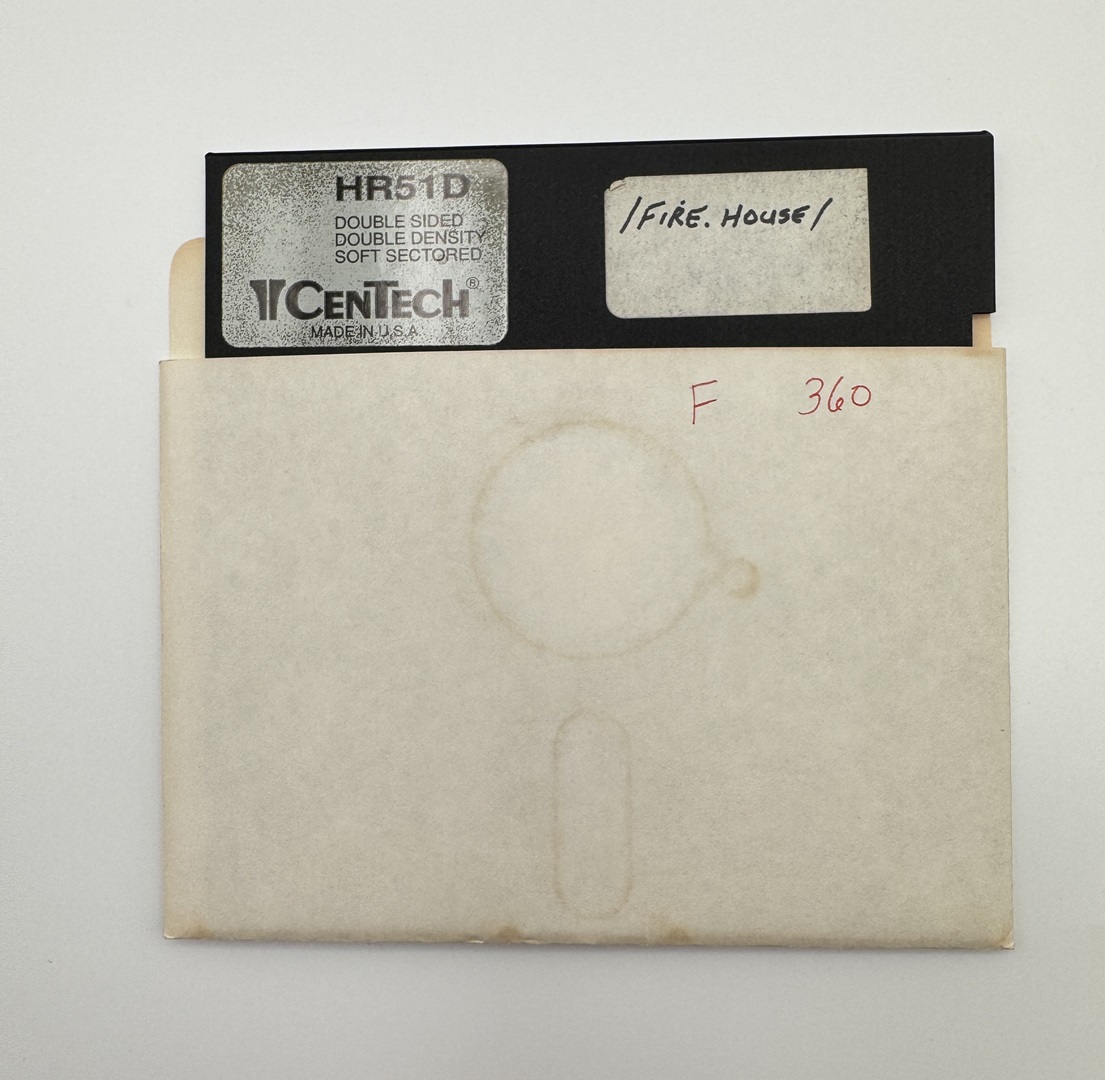 HR51D
DOUBLE SIDED
DOUBLE DENSITY
SOFT SECTORED
CENTECH®
MADE IN U.S.A.
/FIRE. HOUSE/
F 360